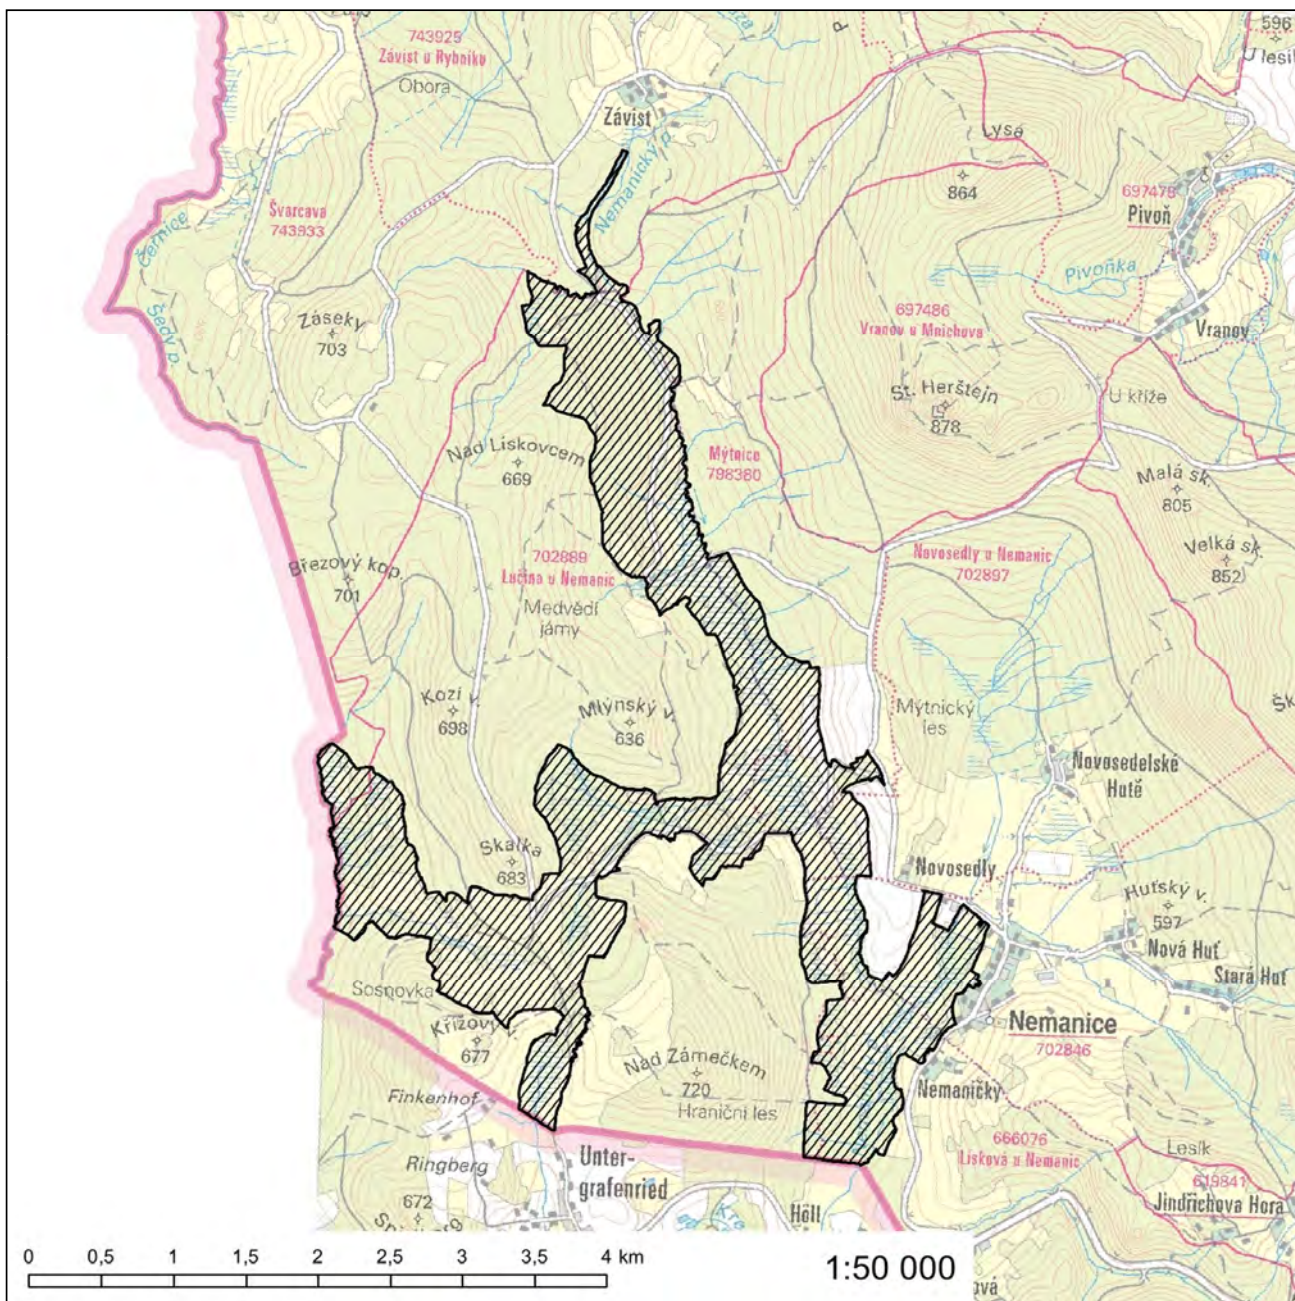 743925
Závist u Rybníku
Obora
Závist
Nemanický p.
596
U lesík
Lysá
864
697478
Pivoň
Pivoňka
Vranov
Švarcava
743933
Černice
Šedý p.
Záseky
703
697486
Vranov u Mnichova
St. Herštejn
878
U kříže
Nad Liskovcem
669
Mýtnice
798380
Malá sk.
805
Velká sk.
852
Březový kop.
701
702889
Lučina u Nemanic
Medvědí
jámy
Novosedly u Nemanic
702897
Kozí v.
698
Mlýnský v.
636
Mýtnický
les
Novosedelské
Hutě
Skalka
683
Novosedly
Huťský v.
597
Nová Huť
Stará Huť
Sosnovka
Křížový v.
677
Nemanice
702846
Nad Zámečkem
720
Hraniční les
Nemaničky
Finkenhof
Ringberg
672
Unter-
grafenried
Höll
666076
Lísková u Nemanic
Lesík
619841
Jindřichova Hora
0 0,5 1 1,5 2 2,5 3 3,5 4 km
1:50 000